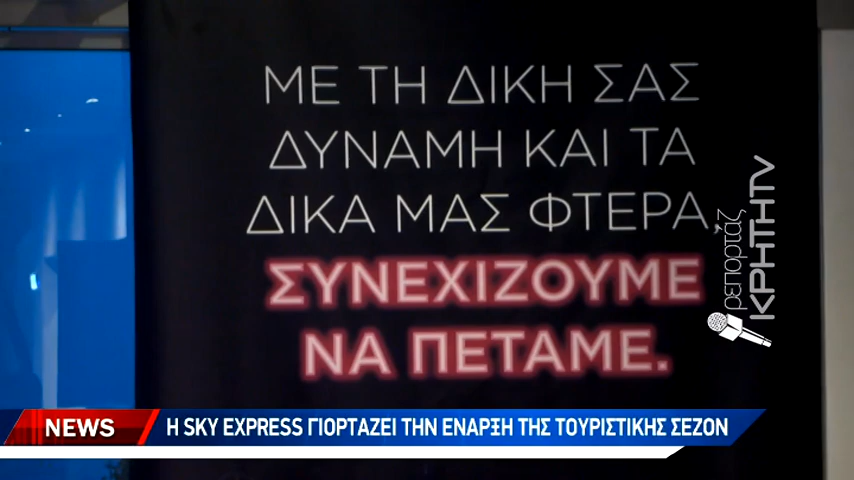 ΜΕ ΤΗ ΔΙΚΗ ΣΑΣ
ΔΥΝΑΜΗ ΚΑΙ ΤΑ
ΔΙΚΑ ΜΑΣ ΦΤΕΡΑ,
ΣΥΝΕΧΙΖΟΥΜΕ
ΝΑ ΠΕΤΑΜΕ.
ρεπορτάζ
ΚΡΗΤΗTV
NEWS
Η SKY EXPRESS ΓΙΟΡΤΑΖΕΙ ΤΗΝ ΕΝΑΡΞΗ ΤΗΣ ΤΟΥΡΙΣΤΙΚΗΣ ΣΕΖΟΝ